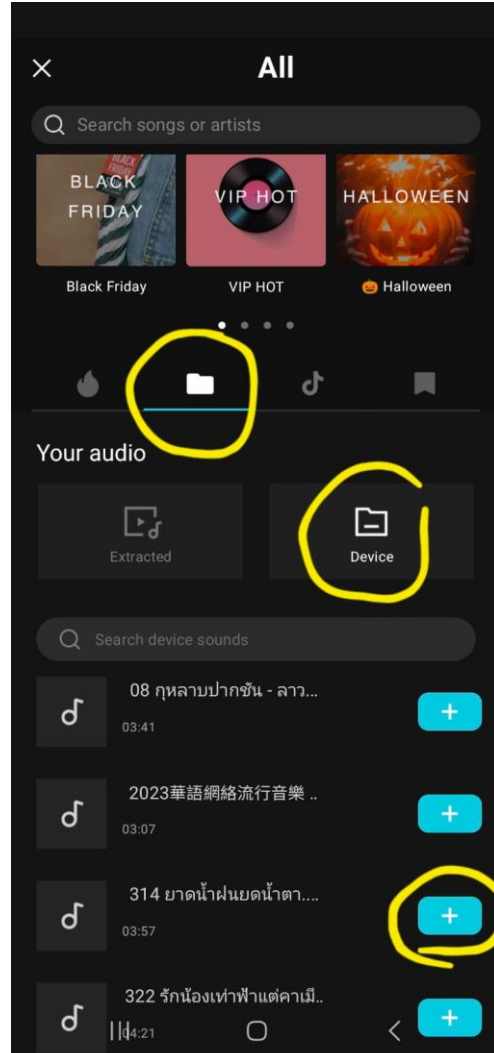 All
Search songs or artists
BLACK
FRIDAY
VIP HOT
HALLOWEEN
Black Friday
VIP HOT
🎃 Halloween
Your audio
Extracted
Device
Search device sounds
08 กุหลาบปากซัน - ลาว...
03:41
2023華語網絡流行音樂 ..
03:07
314 ยาดน้ำฝนยดน้ำตา....
03:57
322 รักน้องเท่าฟ้าแต่คาเมี..
04:21